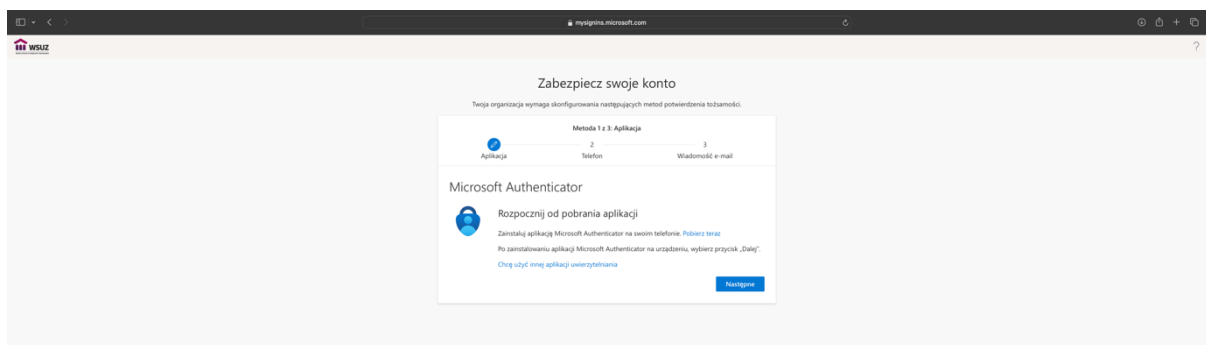 mysignins.microsoft.com
WSUZ
?
Zabezpiecz swoje konto
Twoja organizacja wymaga skonfigurowania następujących metod potwierdzenia tożsamości.
Metoda 1 z 3: Aplikacja
2
3
Aplikacja
Telefon
Wiadomość e-mail
Microsoft Authenticator
Rozpocznij od pobrania aplikacji
Zainstaluj aplikację Microsoft Authenticator na swoim telefonie. Pobierz teraz
Po zainstalowaniu aplikacji Microsoft Authenticator na urządzeniu, wybierz przycisk „Dalej”.
Chcę użyć innej aplikacji uwierzytelniania
Następne